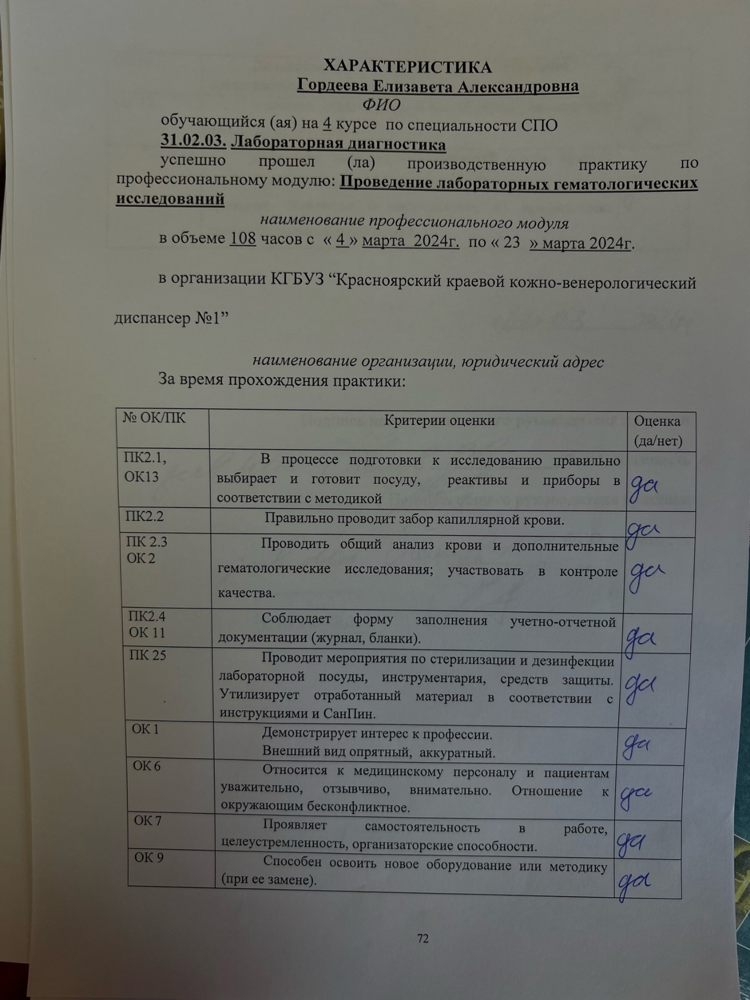 ХАРАКТЕРИСТИКА
Гордеева Елизавета Александровна
ФИО
обучающийся (ая) на 4 курсе по специальности СПО
31.02.03. Лабораторная диагностика
успешно прошел (ла) производственную практику по
профессиональному модулю: Проведение лабораторных гематологических
исследований
наименование профессионального модуля
в объеме 108 часов с « 4 » марта 2024г. по « 23 » марта 2024г.
в организации КГБУЗ “Красноярский краевой кожно-венерологический
диспансер №1”
наименование организации, юридический адрес
За время прохождения практики:
№ ОК/ПК Критерии оценки Оценка
(да/нет)
ПК2.1, В процессе подготовки к исследованию правильно
ОК13 выбирает и готовит посуду, реактивы и приборы в да
соответствии с методикой
ПК2.2 Правильно проводит забор капиллярной крови. да
ПК 2.3 Проводить общий анализ крови и дополнительные
ОК 2 гематологические исследования; участвовать в контроле да
качества.
ПК2.4 Соблюдает форму заполнения учетно-отчетной
ОК 11 документации (журнал, бланки). да
ПК 25 Проводит мероприятия по стерилизации и дезинфекции
лабораторной посуды, инструментария, средств защиты. да
Утилизирует отработанный материал в соответствии с
инструкциями и СанПин.
ОК 1 Демонстрирует интерес к профессии. да
Внешний вид опрятный, аккуратный.
ОК 6 Относится к медицинскому персоналу и пациентам
уважительно, отзывчиво, внимательно. Отношение к да
окружающим бесконфликтное.
ОК 7 Проявляет самостоятельность в работе,
целеустремленность, организаторские способности. да
ОК 9 Способен освоить новое оборудование или методику
(при ее замене). да
72